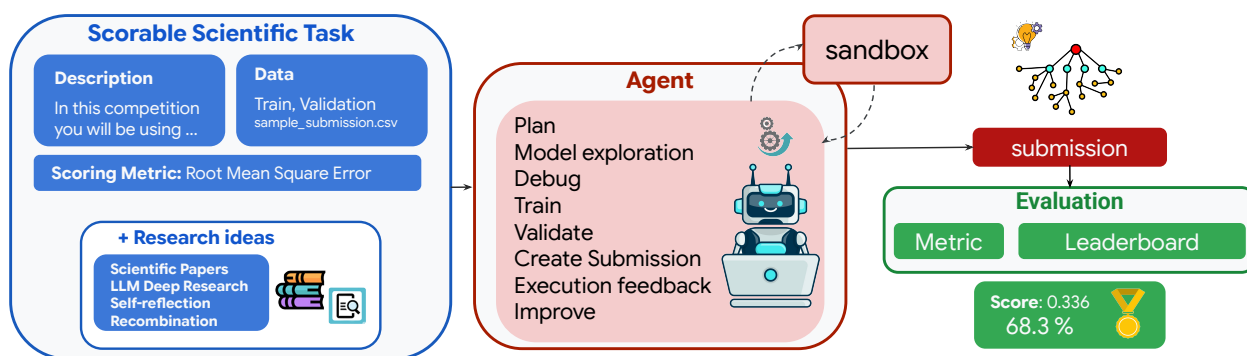 Scorable Scientific Task
Description
In this competition
you will be using ...
Data
Train, Validation
sample_submission.csv
Scoring Metric: Root Mean Square Error
+ Research ideas
Scientific Papers
LLM Deep Research
Self-reflection
Recombination
Agent
Plan
Model exploration
Debug
Train
Validate
Create Submission
Execution feedback
Improve
sandbox
submission
Evaluation
Metric
Leaderboard
Score: 0.336
68.3 %